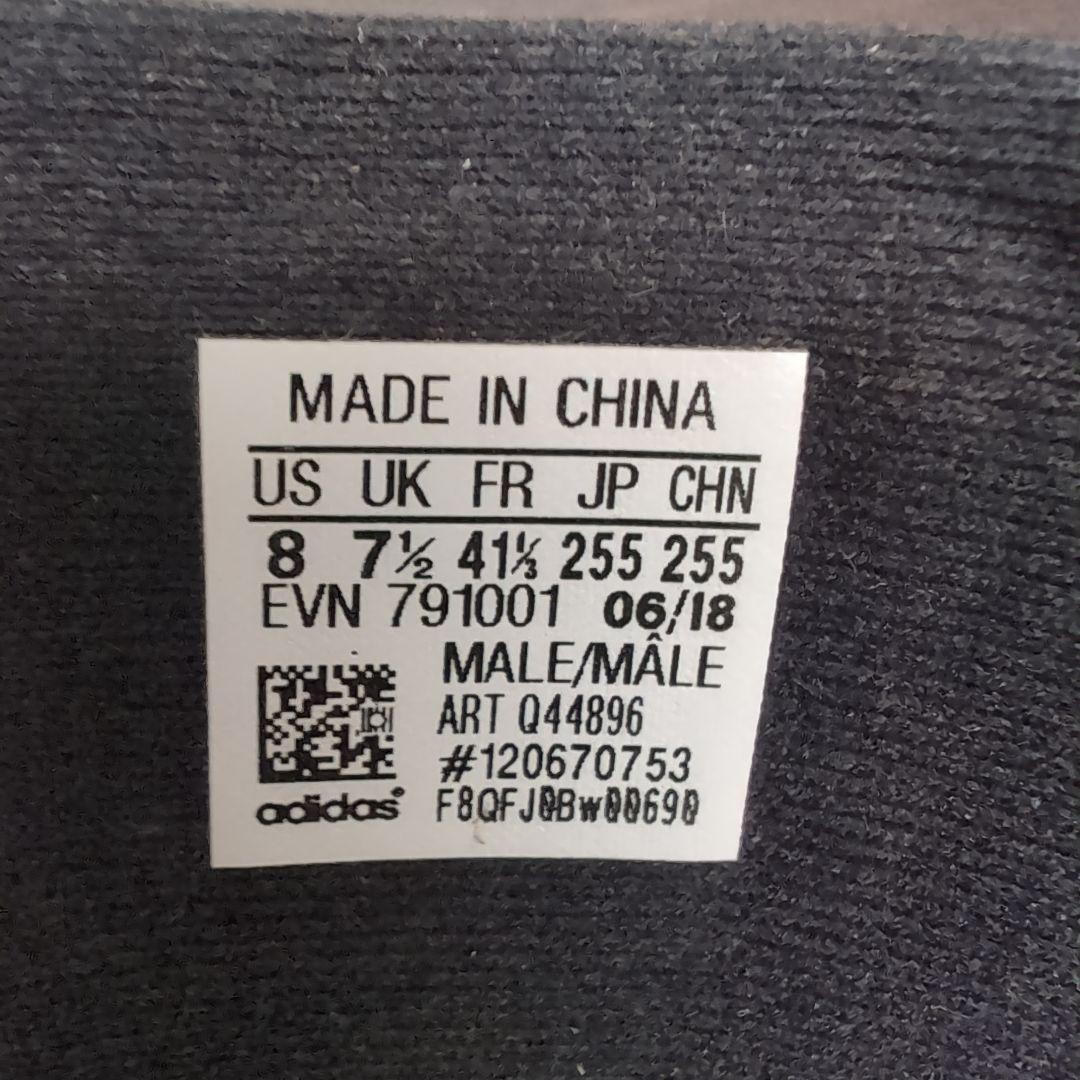 MADE IN CHINA
US UK FR JP CHN
8 7½ 41⅓ 255 255
EVN 791001 06/18
MALE/MÂLE
ART Q44896
#120670753
adidas® F8QFJ0Bw00690